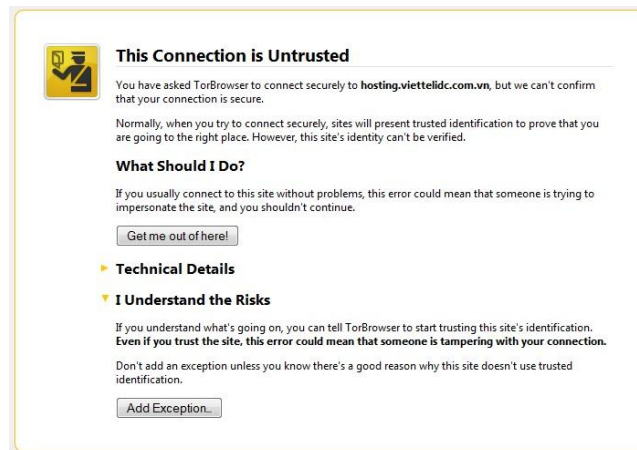 This Connection is Untrusted
You have asked TorBrowser to connect securely to hosting.viettelidc.com.vn, but we can't confirm
that your connection is secure.
Normally, when you try to connect securely, sites will present trusted identification to prove that you
are going to the right place. However, this site's identity can't be verified.
What Should I Do?
If you usually connect to this site without problems, this error could mean that someone is trying to
impersonate the site, and you shouldn't continue.
Get me out of here!
Technical Details
I Understand the Risks
If you understand what's going on, you can tell TorBrowser to start trusting this site's identification.
Even if you trust the site, this error could mean that someone is tampering with your connection.
Don't add an exception unless you know there's a good reason why this site doesn't use trusted
identification.
Add Exception...